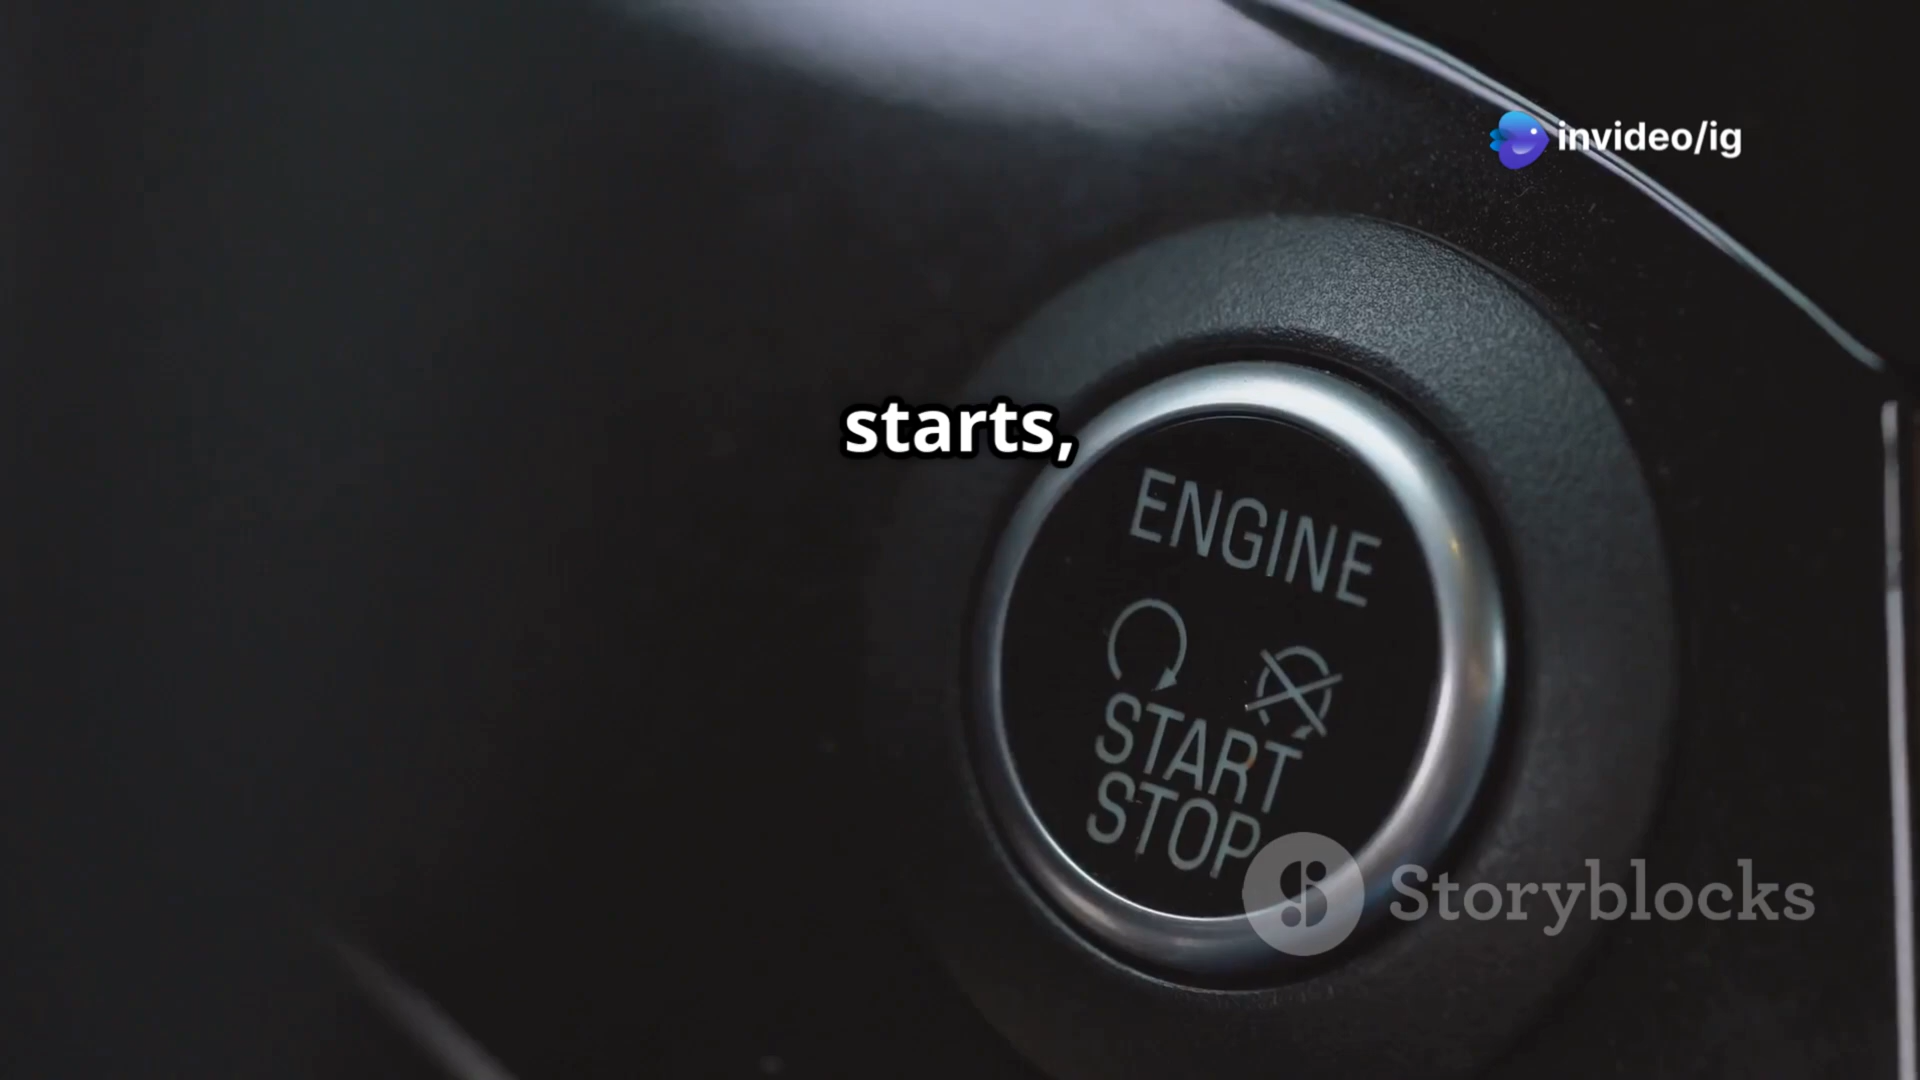 invideo/ig
starts,
ENGINE
START
STOP
Storyblocks